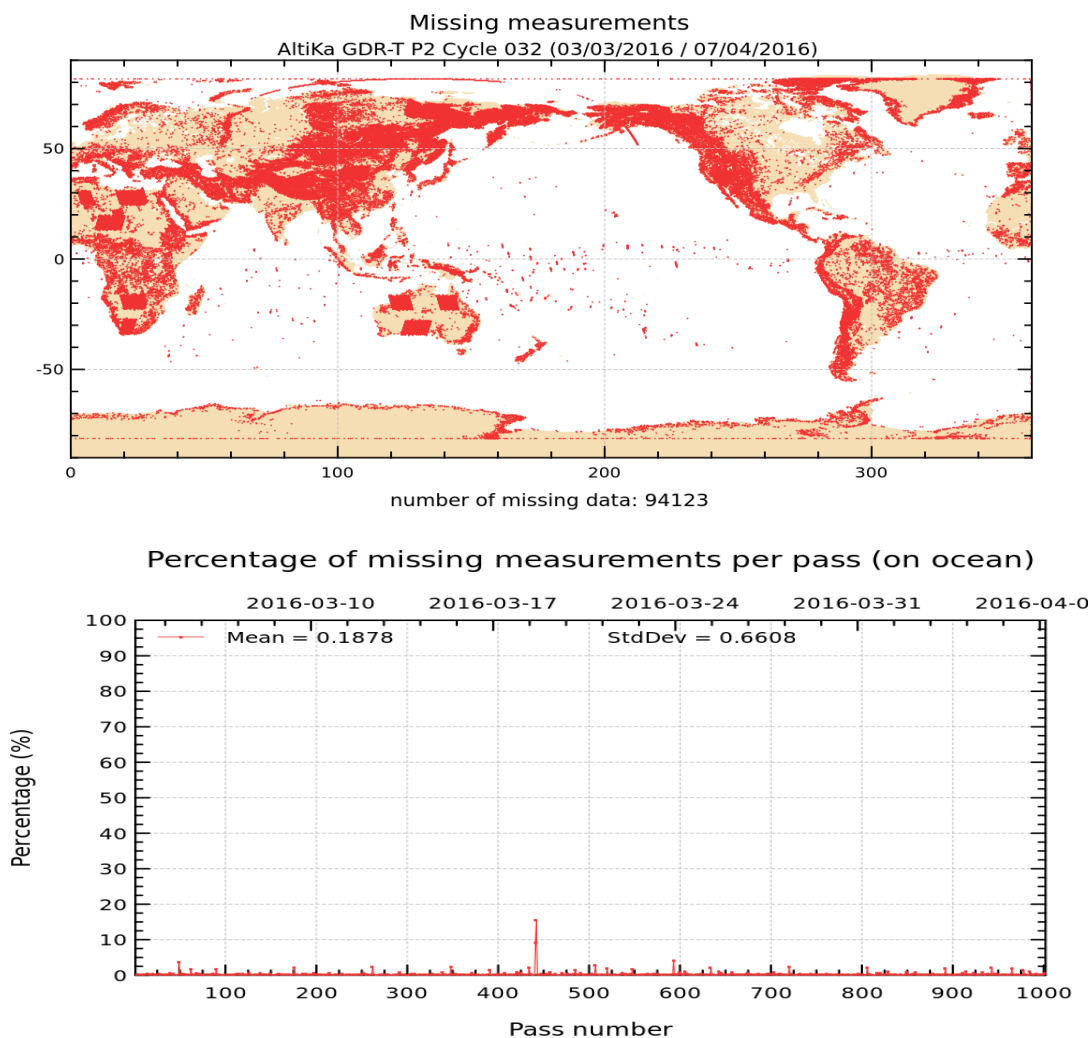 Missing measurements
AltiKa GDR-T P2 Cycle 032 (03/03/2016 / 07/04/2016)
50
0
-50
0 100 200 300
number of missing data: 94123
Percentage of missing measurements per pass (on ocean)
2016-03-10 2016-03-17 2016-03-24 2016-03-31 2016-04-0
Mean = 0.1878 StdDev = 0.6608
100
90
80
70
60
50
40
30
20
10
0
Percentage (%)
100 200 300 400 500 600 700 800 900 1000
Pass number